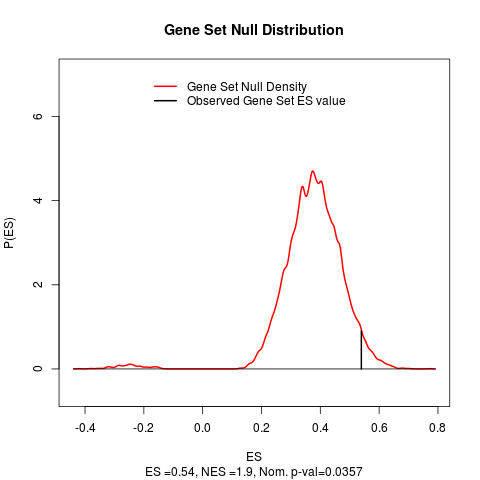 Gene Set Null Distribution
Gene Set Null Density
Observed Gene Set ES value
P(ES)
6
4
2
0
-0.4 -0.2 0.0 0.2 0.4 0.6 0.8
ES
ES =0.54, NES =1.9, Nom. p-val=0.0357